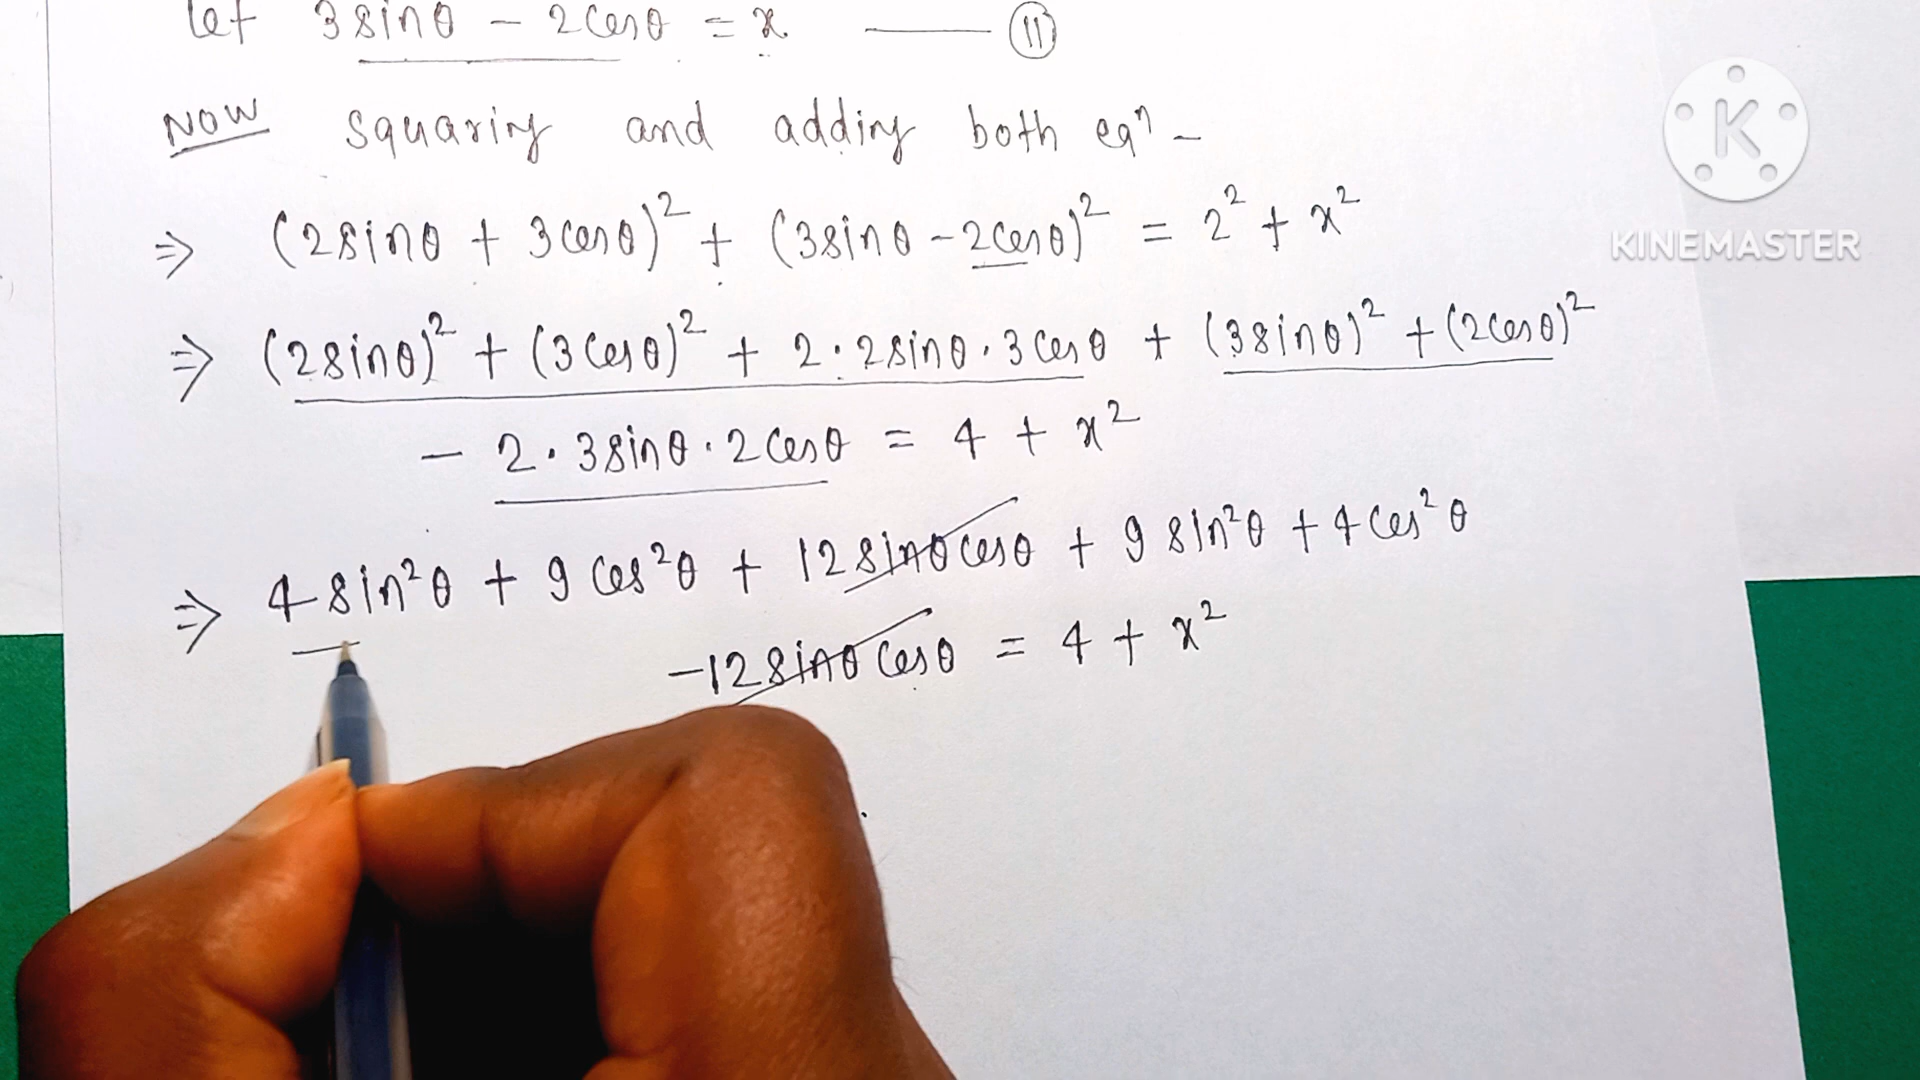 let 3sinθ - 2cosθ = x —— (11)
Now squaring and adding both eqⁿ -
⇒ (2sinθ + 3cosθ)² + (3sinθ - 2cosθ)² = 2² + x²
⇒ (2sinθ)² + (3cosθ)² + 2·2sinθ·3cosθ + (3sinθ)² + (2cosθ)²
- 2·3sinθ·2cosθ = 4 + x²
⇒ 4sin²θ + 9cos²θ + 12sinθcosθ + 9sin²θ + 4cos²θ
-12sinθcosθ = 4 + x²
K
KINEMASTER